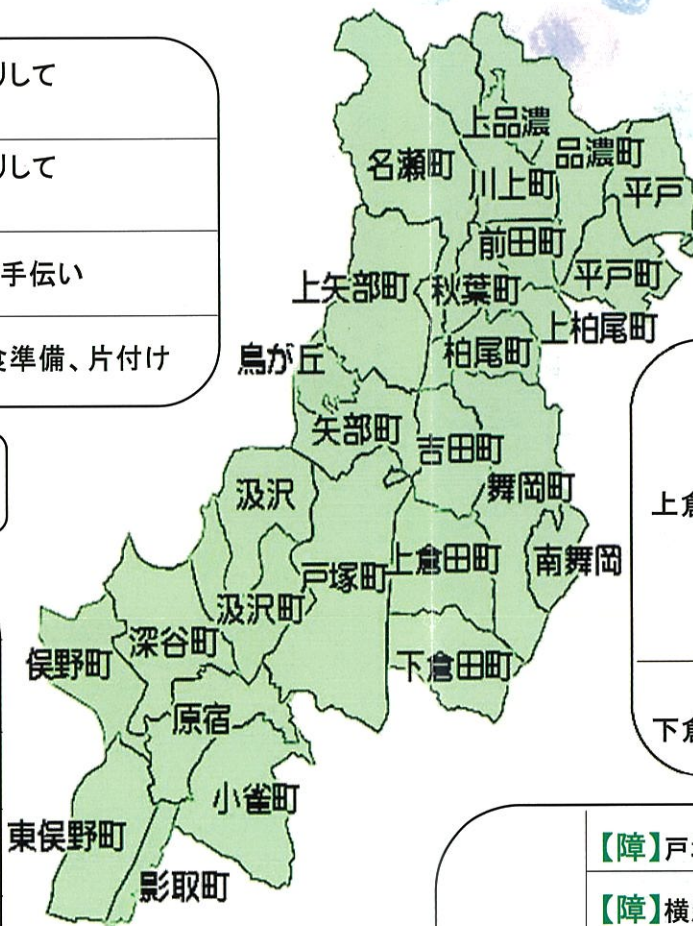 りして
りして
手伝い
準備、片付け
上品濃
名瀬町
品濃町
川上町
平戸
前田町
平戸町
上矢部町
秋葉町
上柏尾町
鳥が丘
柏尾町
矢部町
吉田町
汲沢
舞岡町
上倉
戸塚町
上倉田町
南舞岡
汲沢町
深谷町
俣野町
下倉田町
原宿
下倉
小雀町
東俣野町
影取町
【障】戸
【障】横